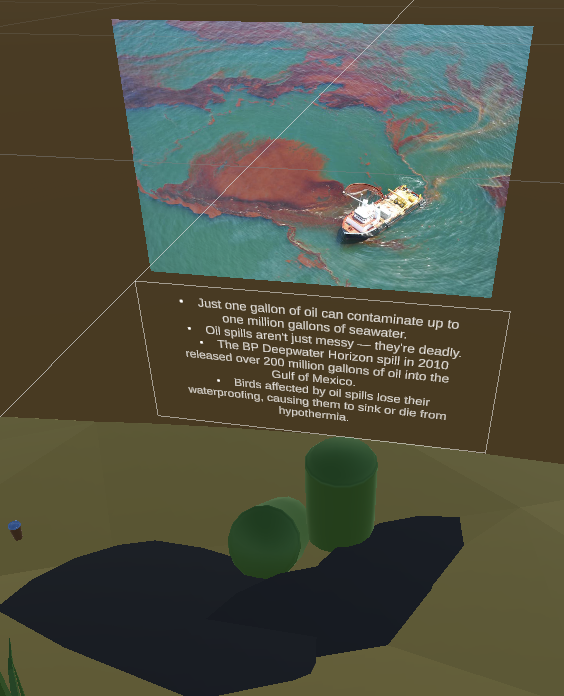 • Just one gallon of oil can contaminate up to
one million gallons of seawater.
• Oil spills aren't just messy — they're deadly.
• The BP Deepwater Horizon spill in 2010
released over 200 million gallons of oil into the
Gulf of Mexico.
• Birds affected by oil spills lose their
waterproofing, causing them to sink or die from
hypothermia.